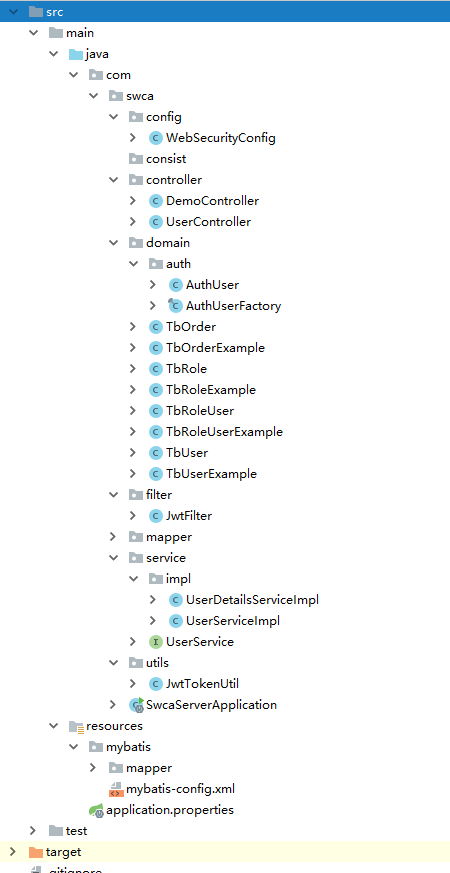 src
main
java
com
swca
config
C WebSecurityConfig
consist
controller
C DemoController
C UserController
domain
auth
C AuthUser
C AuthUserFactory
C TbOrder
C TbOrderExample
C TbRole
C TbRoleExample
C TbRoleUser
C TbRoleUserExample
C TbUser
C TbUserExample
filter
C JwtFilter
mapper
service
impl
C UserDetailsServiceImpl
C UserServiceImpl
I UserService
utils
C JwtTokenUtil
SwcaServerApplication
resources
mybatis
mapper
mybatis-config.xml
application.properties
test
target
.gitignore